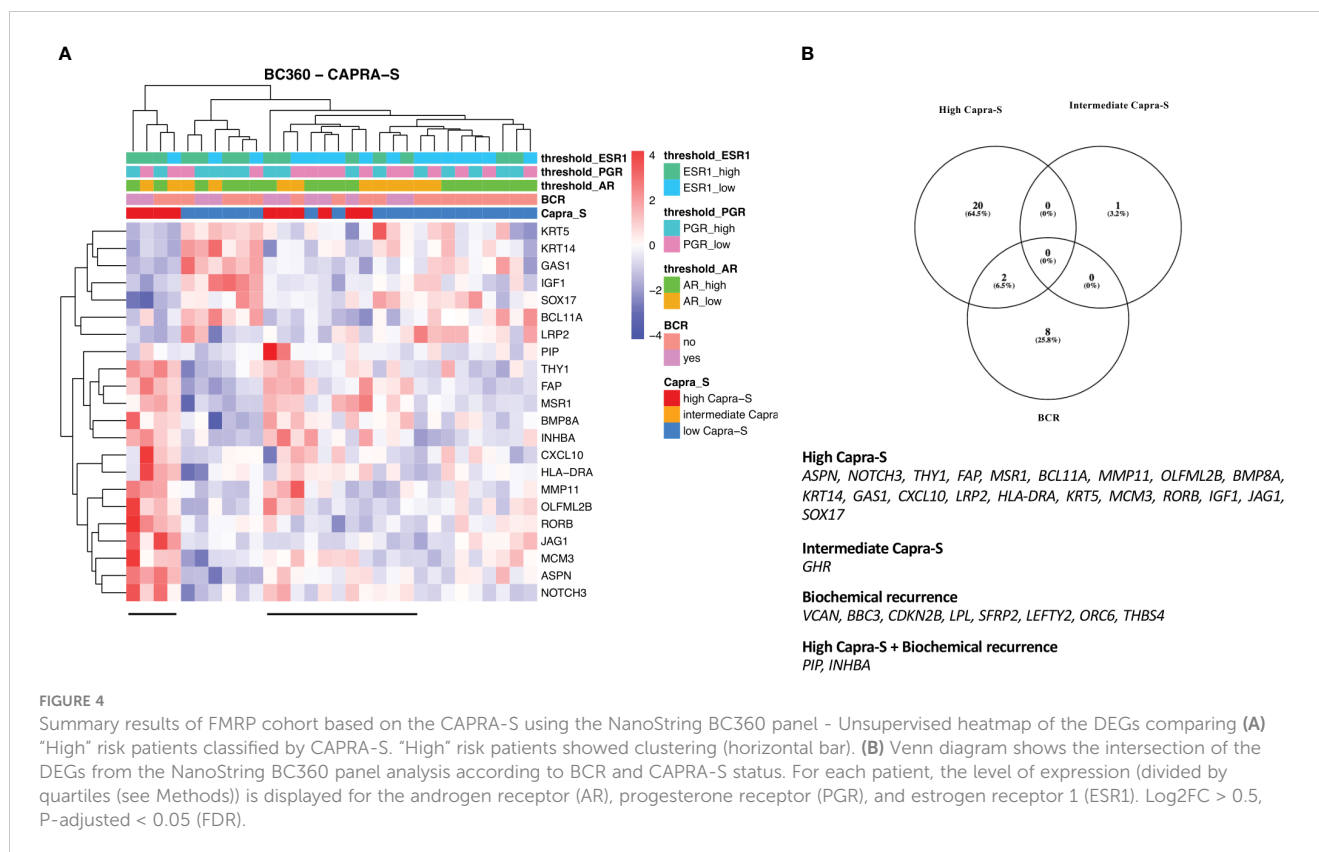 A
B
BC360 – CAPRA–S
threshold_ESR1
threshold_PGR
threshold_AR
BCR
Capra_S
KRT5
KRT14
GAS1
IGF1
SOX17
BCL11A
LRP2
PIP
THY1
FAP
MSR1
BMP8A
INHBA
CXCL10
HLA–DRA
MMP11
OLFML2B
RORB
JAG1
MCM3
ASPN
NOTCH3
4
2
0
−2
−4
threshold_ESR1
ESR1_high
ESR1_low
threshold_PGR
PGR_high
PGR_low
threshold_AR
AR_high
AR_low
BCR
no
yes
Capra_S
high Capra–S
intermediate Capra
low Capra–S
High Capra-S
Intermediate Capra-S
20
(64.5%)
0
(0%)
1
(3.2%)
0
(0%)
2
(6.5%)
0
(0%)
8
(25.8%)
BCR
High Capra-S
ASPN, NOTCH3, THY1, FAP, MSR1, BCL11A, MMP11, OLFML2B, BMP8A,
KRT14, GAS1, CXCL10, LRP2, HLA-DRA, KRT5, MCM3, RORB, IGF1, JAG1,
SOX17
Intermediate Capra-S
GHR
Biochemical recurrence
VCAN, BBC3, CDKN2B, LPL, SFRP2, LEFTY2, ORC6, THBS4
High Capra-S + Biochemical recurrence
PIP, INHBA
FIGURE 4
Summary results of FMRP cohort based on the CAPRA-S using the NanoString BC360 panel - Unsupervised heatmap of the DEGs comparing (A)
“High” risk patients classified by CAPRA-S. “High” risk patients showed clustering (horizontal bar). (B) Venn diagram shows the intersection of the
DEGs from the NanoString BC360 panel analysis according to BCR and CAPRA-S status. For each patient, the level of expression (divided by
quartiles (see Methods)) is displayed for the androgen receptor (AR), progesterone receptor (PGR), and estrogen receptor 1 (ESR1). Log2FC > 0.5,
P-adjusted < 0.05 (FDR).